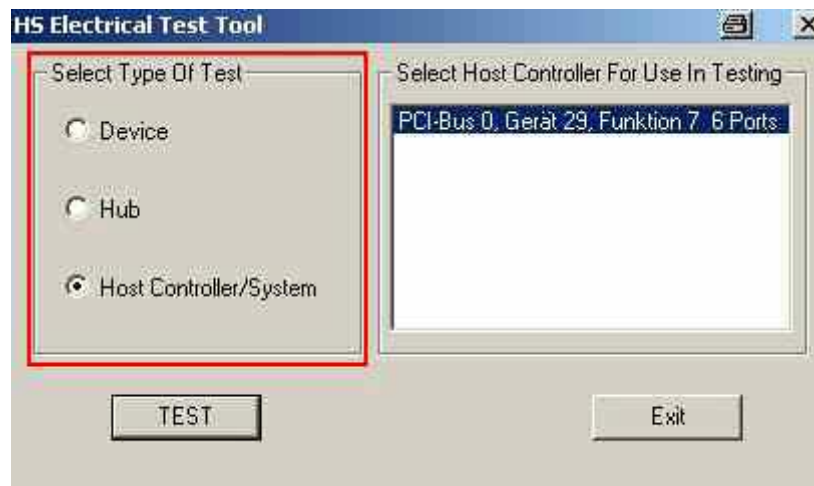 HS Electrical Test Tool
Select Type Of Test
Device
Hub
Host Controller/System
Select Host Controller For Use In Testing
PCI-Bus 0, Gerät 29, Funktion 7 6 Ports
TEST
Exit